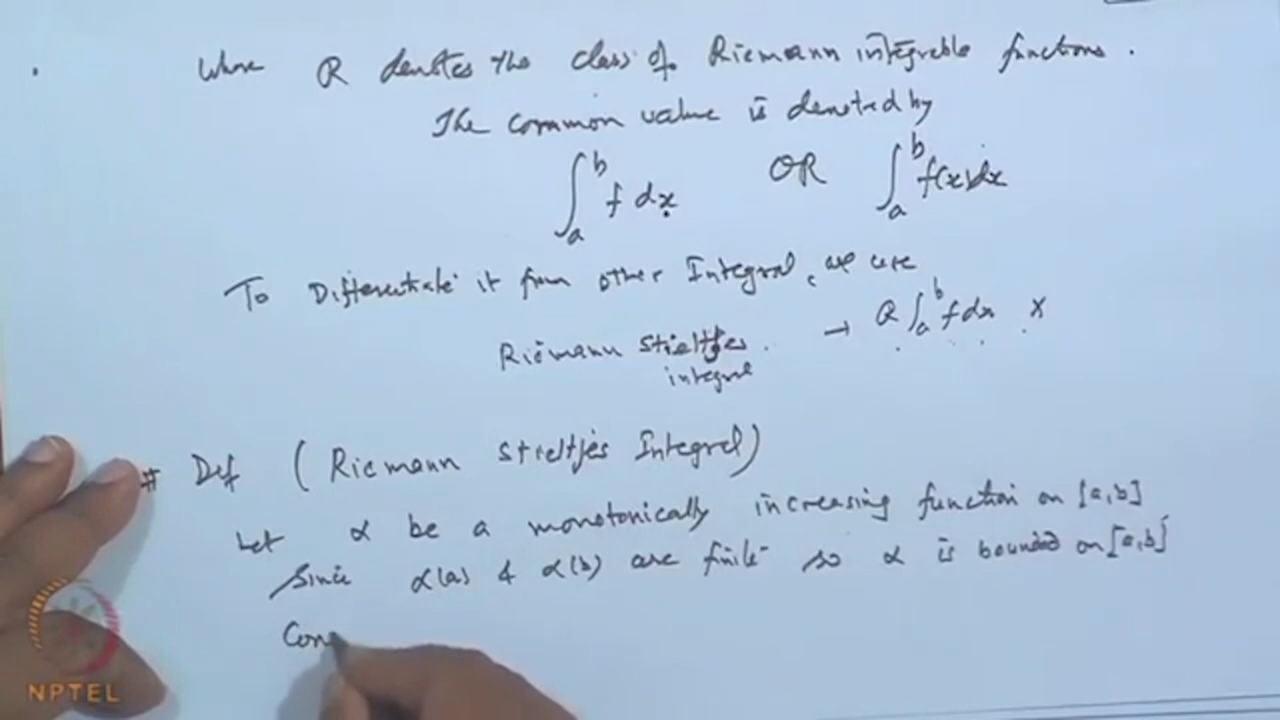 where R denotes the class of Riemann integrable functions.
The common value is denoted by
∫_a^b f dx OR ∫_a^b f(x)dx
To Differentiate it from other Integral, we use
Riemann Stieltjes → R ∫_a^b f dx X
integral
# Def (Riemann Stieltjes Integral)
Let α be a monotonically increasing function on [a,b]
Since α(a) & α(b) are finite so α is bounded on [a,b]
Con
NPTEL